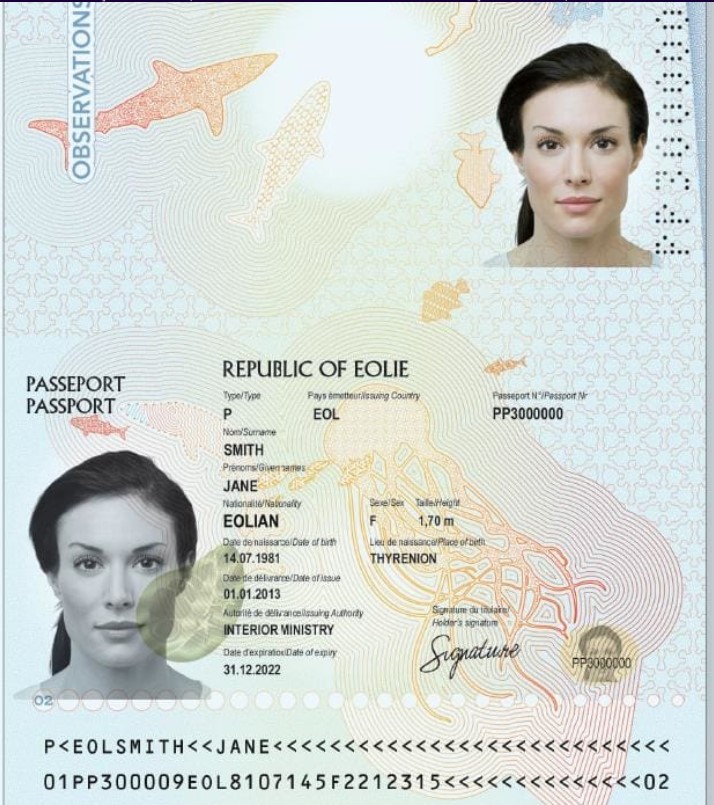 OBSERVATIONS
PP3000000
REPUBLIC OF EOLIE
PASSEPORT
PASSPORT
Type/Type Pays émetteur/Issuing Country Passeport N°/Passport Nr
P EOL PP3000000
Nom/Surname
SMITH
Prénoms/Given names
JANE
Nationalité/Nationality Sexe/Sex Taille/Height
EOLIAN F 1,70 m
Date de naissance/Date of birth Lieu de naissance/Place of birth
14.07.1981 THYRENION
Date de délivrance/Date of issue
01.01.2013
Autorité de délivrance/Issuing Authority Signature du titulaire/
INTERIOR MINISTRY Holder's signature
Signature
Date d'expiration/Date of expiry
31.12.2022
PP3000000
02
P<EOLSMITH<<JANE<<<<<<<<<<<<<<<<<<<<<<<<<<<<
01PP300009EOL8107145F2212315<<<<<<<<<<<<<<02